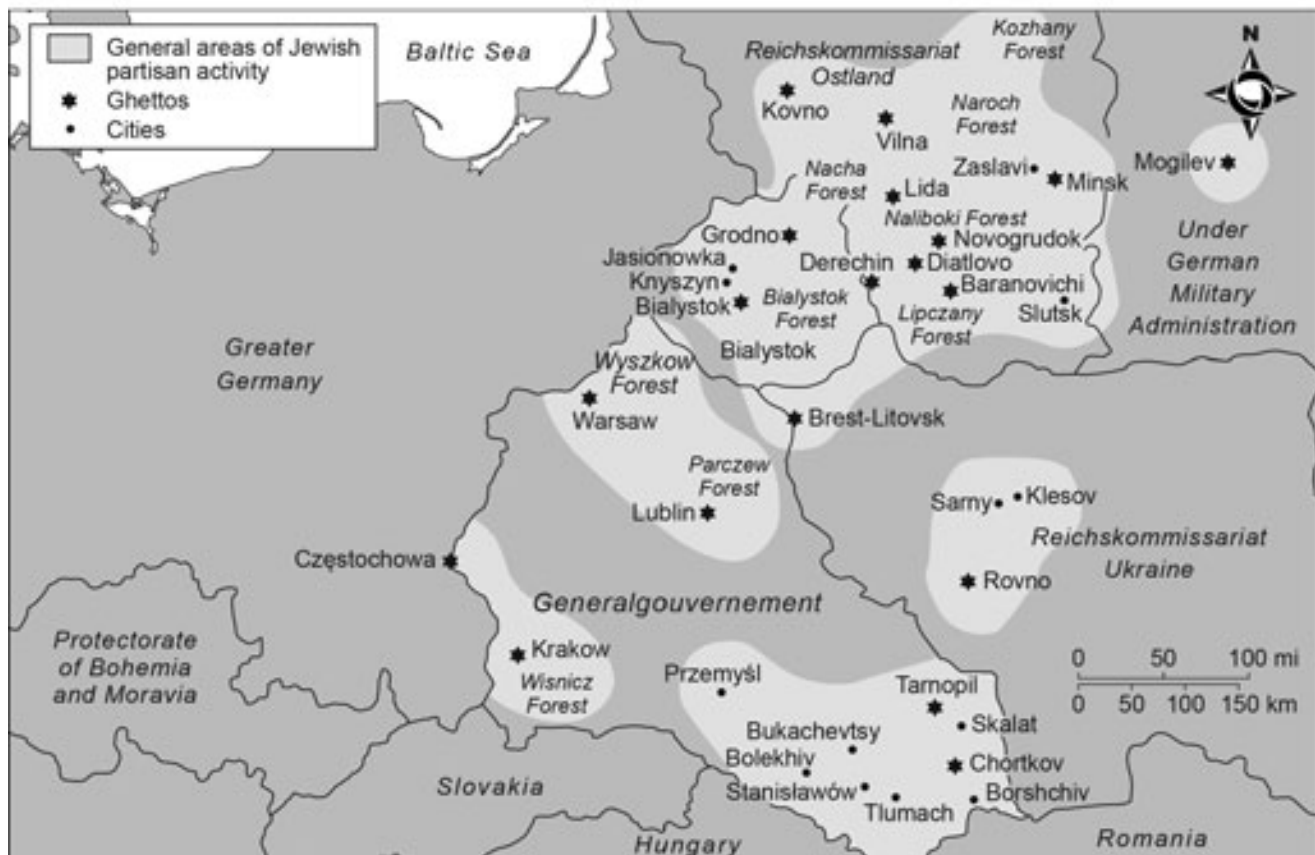 General areas of Jewish
partisan activity
Ghettos
Cities
Baltic Sea
Reichskommissariat
Ostland
Kozhany
Forest
N
Kovno
Vilna
Naroch
Forest
Nacha
Forest
Zaslavi
Minsk
Mogilev
Lida
Naliboki Forest
Grodno
Novogrudok
Jasionowka
Derechin
Diatlovo
Knyszyn
Bialystok
Bialystok
Forest
Baranovichi
Lipczany
Forest
Slutsk
Under
German
Military
Administration
Greater
Germany
Bialystok
Wyszkow
Forest
Warsaw
Brest-Litovsk
Parczew
Forest
Lublin
Sarny
Klesov
Reichskommissariat
Ukraine
Rovno
Częstochowa
Generalgouvernement
Protectorate
of Bohemia
and Moravia
Krakow
Wisnicz
Forest
Przemyśl
0 50 100 mi
0 50 100 150 km
Tarnopil
Skalat
Bukachevtsy
Bolekhiv
Chortkov
Stanisławów
Tlumach
Borshchiv
Slovakia
Hungary
Romania